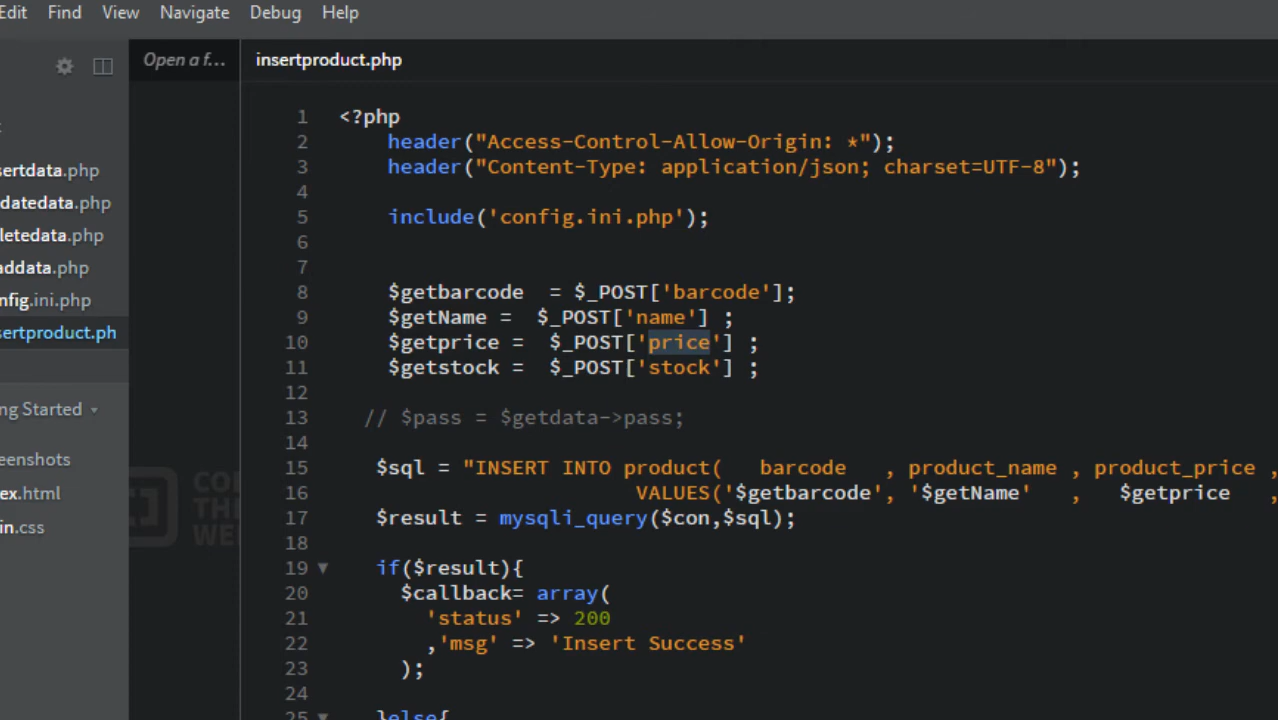 Edit Find View Navigate Debug Help
Open a f... insertproduct.php
sertdata.php
datedata.php
letedata.php
addata.php
nfig.ini.php
sertproduct.ph
ng Started
eenshots
ex.html
in.css
1 <?php
2 header("Access-Control-Allow-Origin: *");
3 header("Content-Type: application/json; charset=UTF-8");
4
5 include('config.ini.php');
6
7
8 $getbarcode  = $_POST['barcode'];
9 $getName =  $_POST['name'] ;
10 $getprice =  $_POST['price'] ;
11 $getstock =  $_POST['stock'] ;
12
13 // $pass = $getdata->pass;
14
15 $sql = "INSERT INTO product(   barcode   , product_name , product_price ,
16 VALUES('$getbarcode', '$getName'   ,   $getprice   ,
17 $result = mysqli_query($con,$sql);
18
19 if($result){
20 $callback= array(
21 'status' => 200
22 ,'msg' => 'Insert Success'
23 );
24
25 }else{